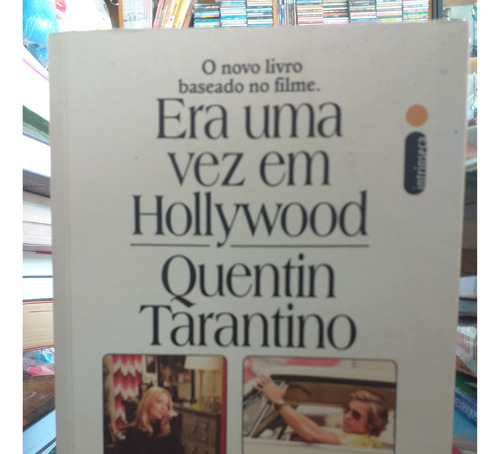 O novo livro
baseado no filme.
Era uma
vez em
Hollywood
Quentin
Tarantino
intrínseca